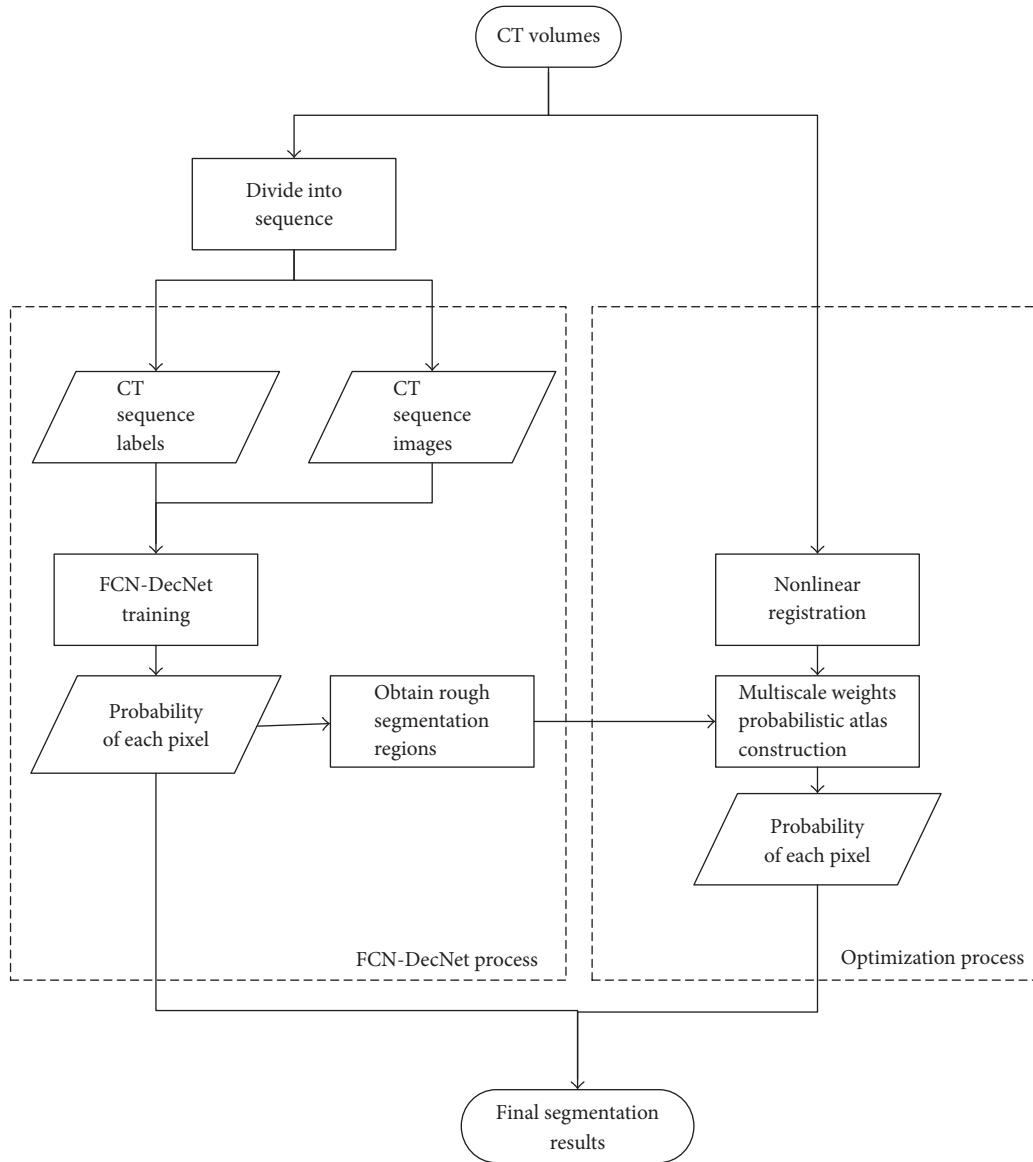 CT volumes
Divide into
sequence
CT
sequence
labels
CT
sequence
images
FCN-DecNet
training
Nonlinear
registration
Probability
of each pixel
Obtain rough
segmentation
regions
Multiscale weights
probabilistic atlas
construction
Probability
of each pixel
FCN-DecNet process
Optimization process
Final segmentation
results